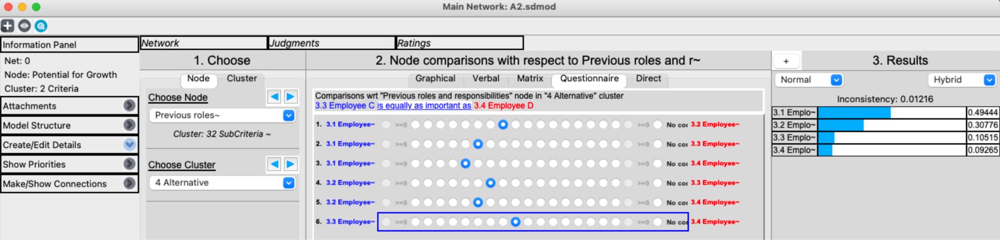 Main Network: A2.sdmod
Information Panel
Network
Judgments
Ratings
Net: 0
Node: Potential for Growth
Cluster: 2 Criteria
Attachments
Model Structure
Create/Edit Details
Show Priorities
Make/Show Connections
1. Choose
Node Cluster
Choose Node
Previous roles~
Cluster: 32 SubCriteria ~
Choose Cluster
4 Alternative
2. Node comparisons with respect to Previous roles and r~
Graphical Verbal Matrix Questionnaire Direct
Comparisons wrt "Previous roles and responsibilities" node in "4 Alternative" cluster
3.3 Employee C is equally as important as 3.4 Employee D
1. 3.1 Employee~ >=9 >=9 No coı 3.2 Employee~
2. 3.1 Employee~ >=9 >=9 No coı 3.3 Employee~
3. 3.1 Employee~ >=9 >=9 No coı 3.4 Employee~
4. 3.2 Employee~ >=9 >=9 No coı 3.3 Employee~
5. 3.2 Employee~ >=9 >=9 No coı 3.4 Employee~
6. 3.3 Employee~ >=9 >=9 No coı 3.4 Employee~
+ 3. Results
Normal Hybrid
Inconsistency: 0.01216
3.1 Emplo~ 0.49444
3.2 Emplo~ 0.30776
3.3 Emplo~ 0.10515
3.4 Emplo~ 0.09265